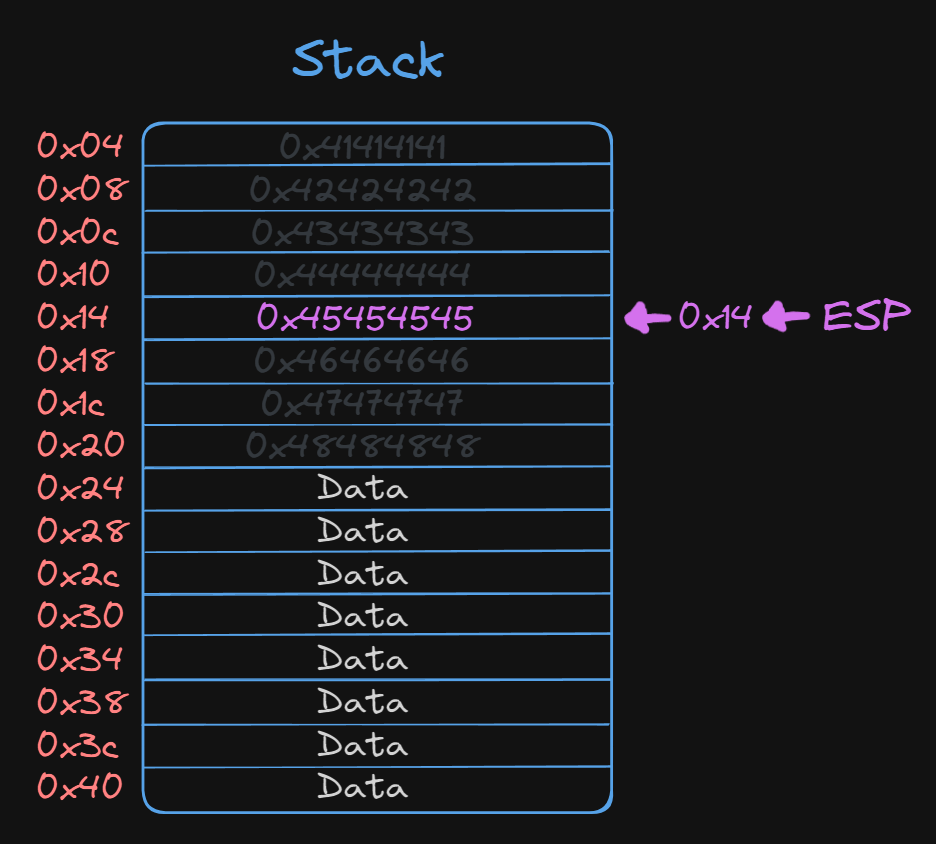 Stack
0x04 0x41414141
0x08 0x42424242
0x0c 0x43434343
0x10 0x44444444
0x14 0x45454545 0x14 ESP
0x18 0x46464646
0x1c 0x47474747
0x20 0x48484848
0x24 Data
0x28 Data
0x2c Data
0x30 Data
0x34 Data
0x38 Data
0x3c Data
0x40 Data